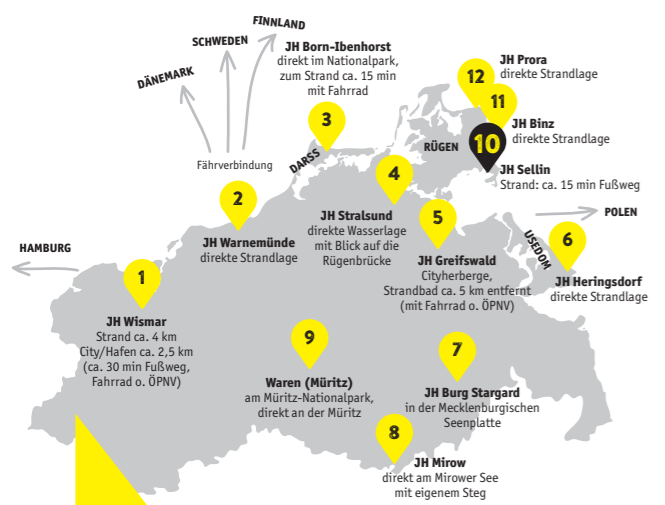 FINNLAND
SCHWEDEN
DÄNEMARK
JH Born-Ibenhorst
direkt im Nationalpark,
zum Strand ca. 15 min
mit Fahrrad
3
DARSS
Fährverbindung
12
JH Prora
direkte Strandlage
11
JH Binz
direkte Strandlage
10
RÜGEN
JH Sellin
Strand: ca. 15 min Fußweg
4
JH Stralsund
direkte Wasserlage
mit Blick auf die
Rügenbrücke
2
JH Warnemünde
direkte Strandlage
5
JH Greifswald
Cityherberge,
Strandbad ca. 5 km entfernt
(mit Fahrrad o. ÖPNV)
POLEN
USEDOM
6
JH Heringsdorf
direkte Strandlage
HAMBURG
1
JH Wismar
Strand ca. 4 km
City/Hafen ca. 2,5 km
(ca. 30 min Fußweg,
Fahrrad o. ÖPNV)
9
Waren (Müritz)
am Müritz-Nationalpark,
direkt an der Müritz
7
JH Burg Stargard
in der Mecklenburgischen
Seenplatte
8
JH Mirow
direkt am Mirower See
mit eigenem Steg